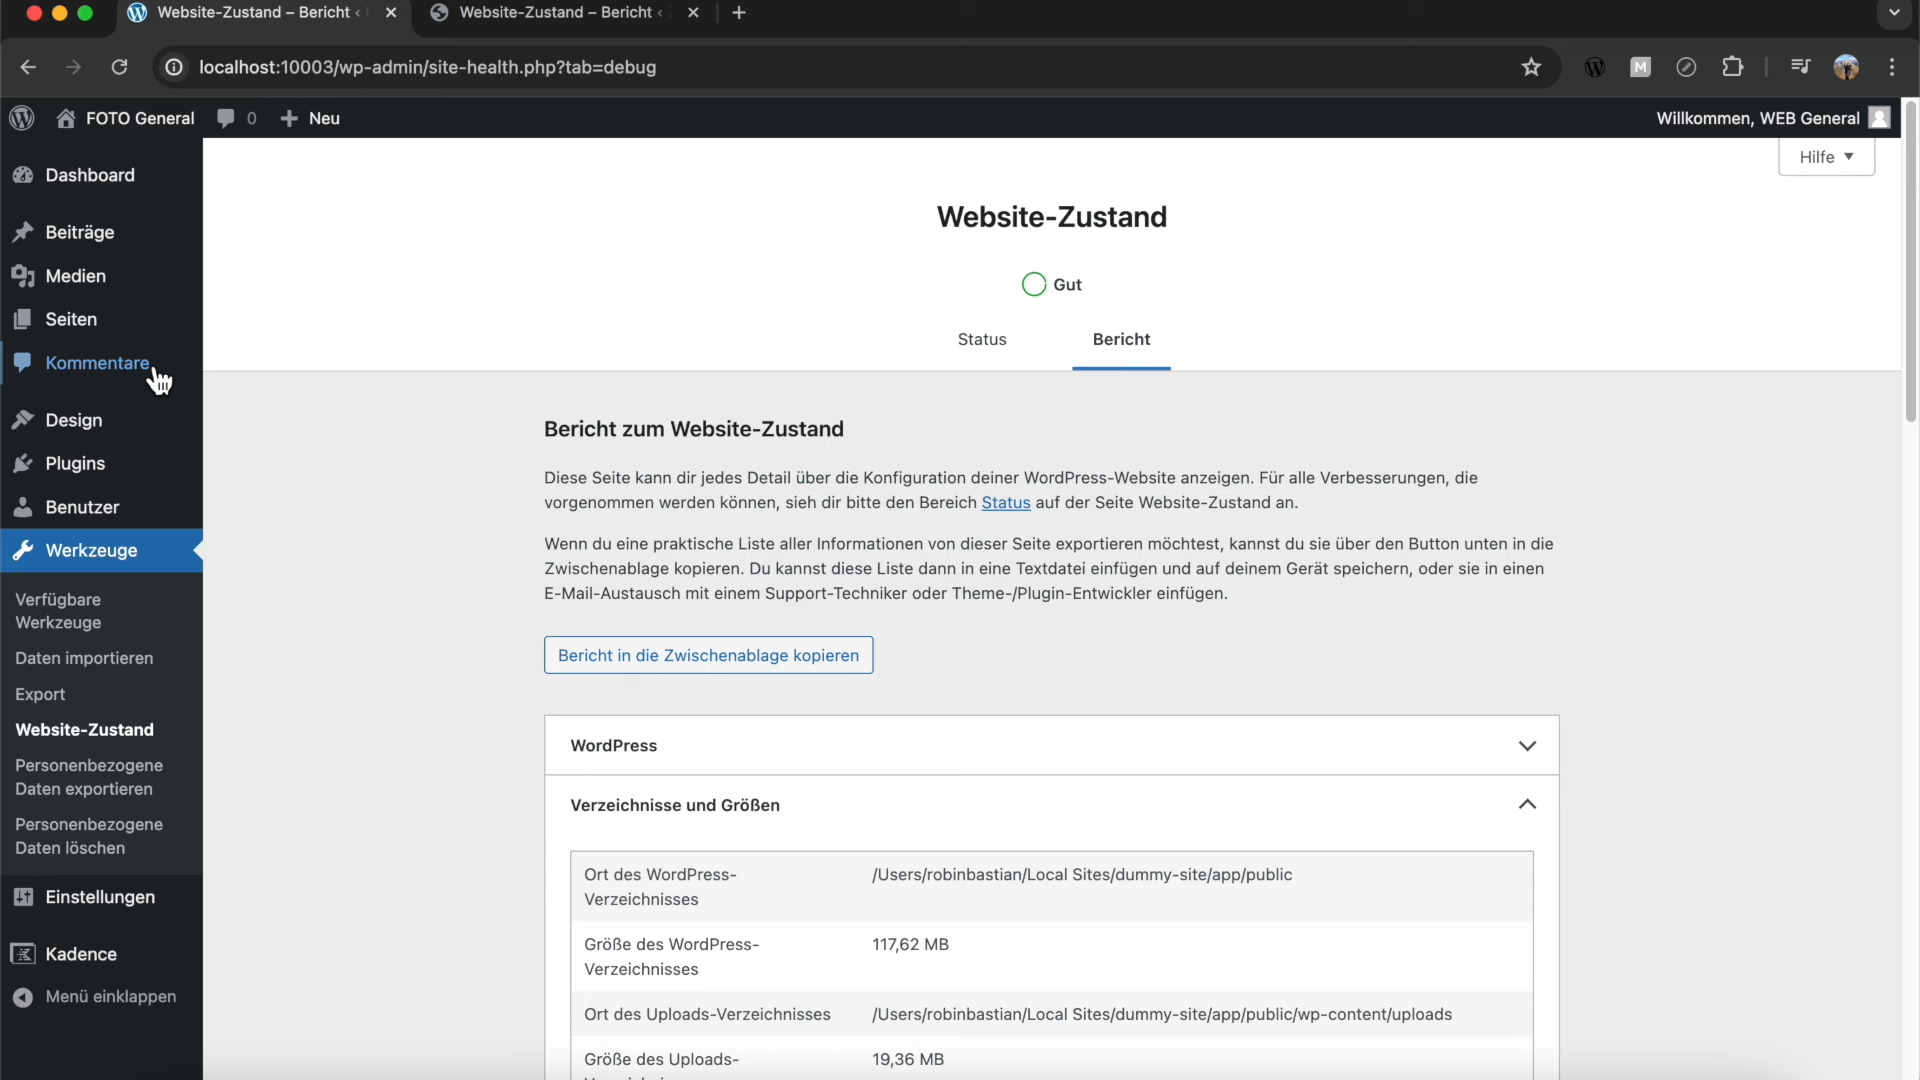 Website-Zustand – Bericht ‹
Website-Zustand – Bericht ‹
localhost:10003/wp-admin/site-health.php?tab=debug
M
FOTO General
0
Neu
Willkommen, WEB General
Hilfe
Dashboard
Beiträge
Medien
Seiten
Kommentare
Design
Plugins
Benutzer
Werkzeuge
Verfügbare
Werkzeuge
Daten importieren
Export
Website-Zustand
Personenbezogene
Daten exportieren
Personenbezogene
Daten löschen
Einstellungen
Kadence
Menü einklappen
Website-Zustand
Gut
Status
Bericht
Bericht zum Website-Zustand
Diese Seite kann dir jedes Detail über die Konfiguration deiner WordPress-Website anzeigen. Für alle Verbesserungen, die
vorgenommen werden können, sieh dir bitte den Bereich Status auf der Seite Website-Zustand an.
Wenn du eine praktische Liste aller Informationen von dieser Seite exportieren möchtest, kannst du sie über den Button unten in die
Zwischenablage kopieren. Du kannst diese Liste dann in eine Textdatei einfügen und auf deinem Gerät speichern, oder sie in einen
E-Mail-Austausch mit einem Support-Techniker oder Theme-/Plugin-Entwickler einfügen.
Bericht in die Zwischenablage kopieren
WordPress
Verzeichnisse und Größen
Ort des WordPress-
Verzeichnisses
/Users/robinbastian/Local Sites/dummy-site/app/public
Größe des WordPress-
Verzeichnisses
117,62 MB
Ort des Uploads-Verzeichnisses
/Users/robinbastian/Local Sites/dummy-site/app/public/wp-content/uploads
Größe des Uploads-
19,36 MB